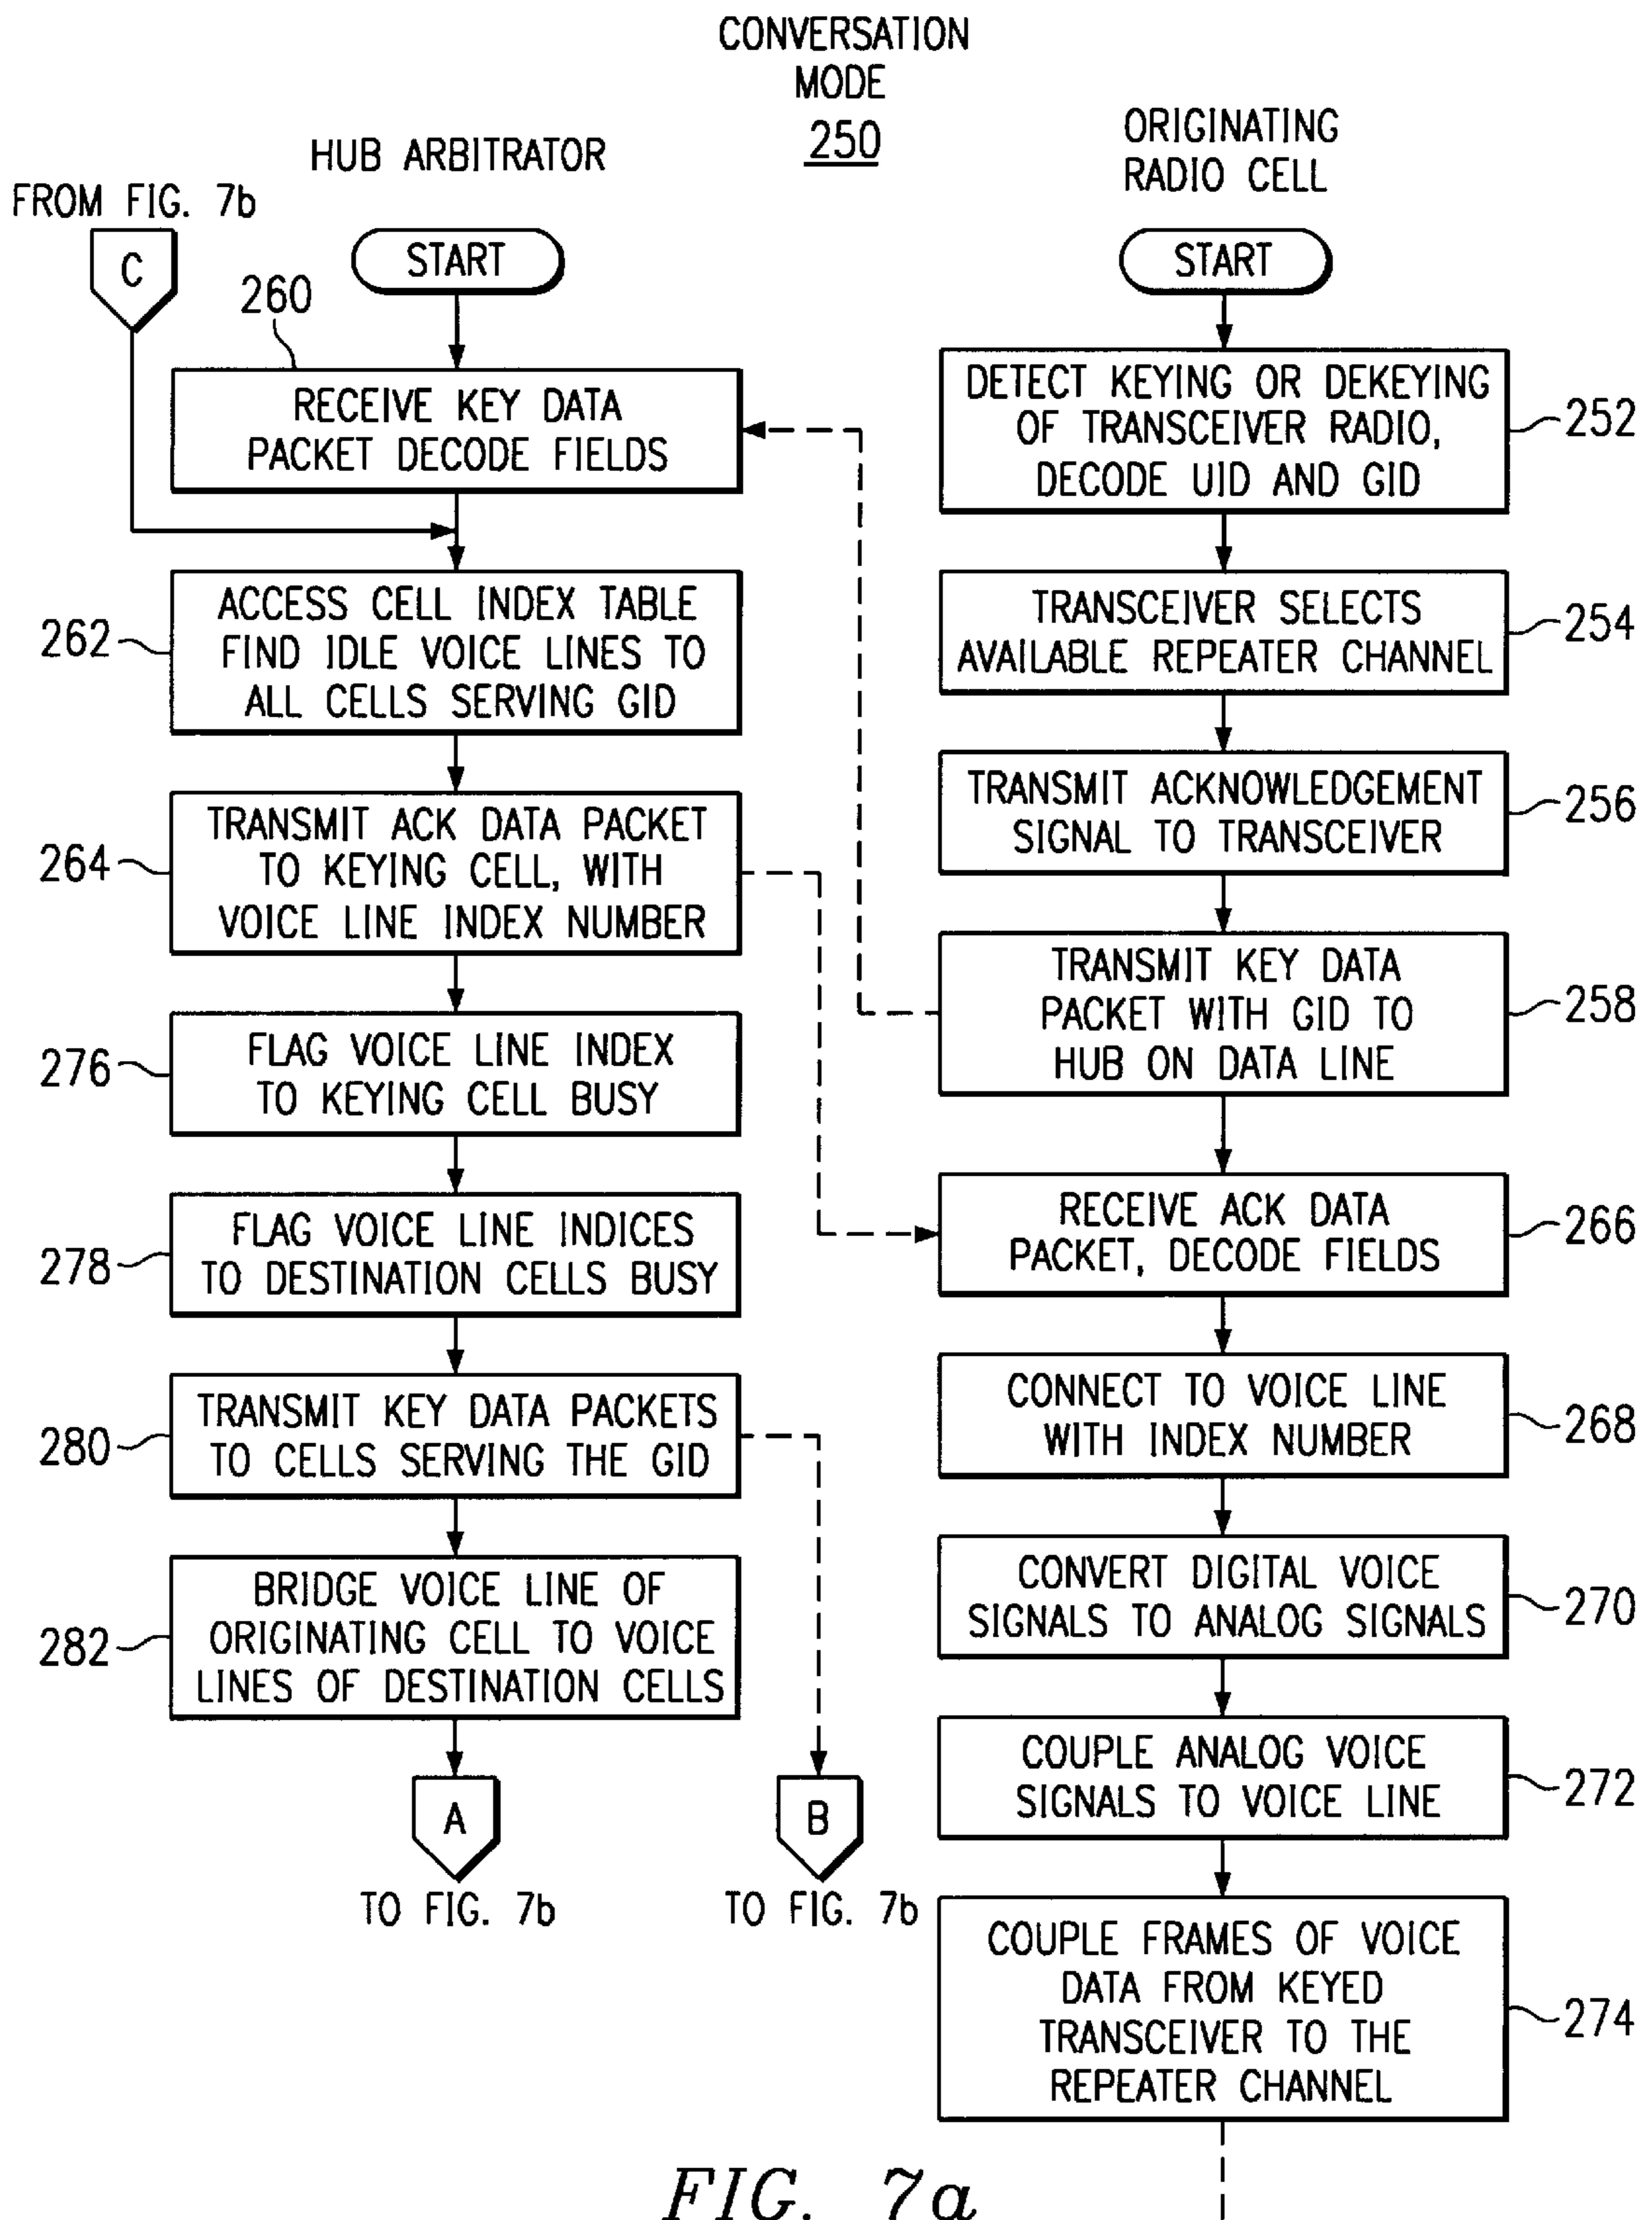 CONVERSATION
MODE
250
HUB ARBITRATOR
FROM FIG. 7b
C
START
260
RECEIVE KEY DATA
PACKET DECODE FIELDS
262
ACCESS CELL INDEX TABLE
FIND IDLE VOICE LINES TO
ALL CELLS SERVING GID
264
TRANSMIT ACK DATA PACKET
TO KEYING CELL, WITH
VOICE LINE INDEX NUMBER
276
FLAG VOICE LINE INDEX
TO KEYING CELL BUSY
278
FLAG VOICE LINE INDICES
TO DESTINATION CELLS BUSY
280
TRANSMIT KEY DATA PACKETS
TO CELLS SERVING THE GID
282
BRIDGE VOICE LINE OF
ORIGINATING CELL TO VOICE
LINES OF DESTINATION CELLS
A
TO FIG. 7b
B
TO FIG. 7b
ORIGINATING
RADIO CELL
START
DETECT KEYING OR DEKEYING
OF TRANSCEIVER RADIO,
DECODE UID AND GID
252
TRANSCEIVER SELECTS
AVAILABLE REPEATER CHANNEL
254
TRANSMIT ACKNOWLEDGEMENT
SIGNAL TO TRANSCEIVER
256
TRANSMIT KEY DATA
PACKET WITH GID TO
HUB ON DATA LINE
258
RECEIVE ACK DATA
PACKET, DECODE FIELDS
266
CONNECT TO VOICE LINE
WITH INDEX NUMBER
268
CONVERT DIGITAL VOICE
SIGNALS TO ANALOG SIGNALS
270
COUPLE ANALOG VOICE
SIGNALS TO VOICE LINE
272
COUPLE FRAMES OF VOICE
DATA FROM KEYED
TRANSCEIVER TO THE
REPEATER CHANNEL
274
FIG. 7a